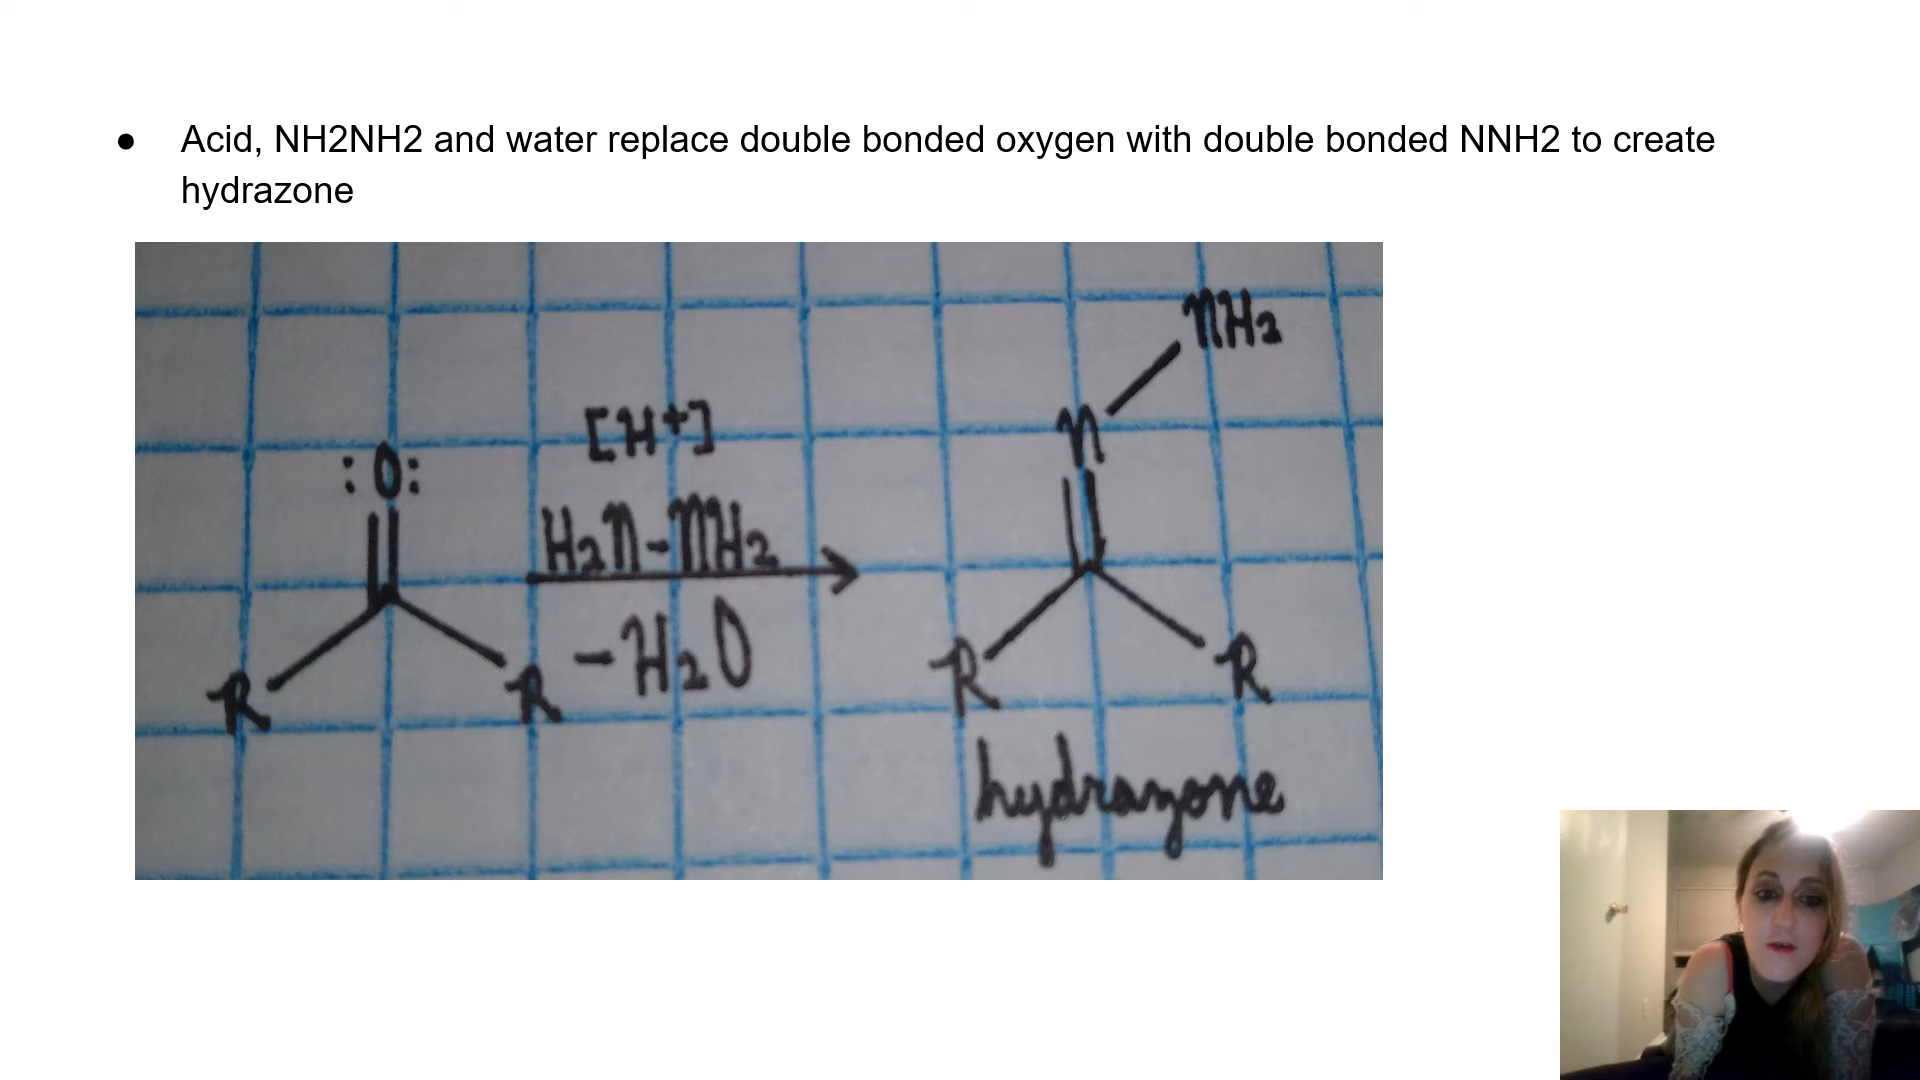 ● Acid, NH2NH2 and water replace double bonded oxygen with double bonded NNH2 to create
hydrazone
NH₂
[H+]
N
:O:
H₂N-NH₂
-H₂O
R R R R
hydrazone